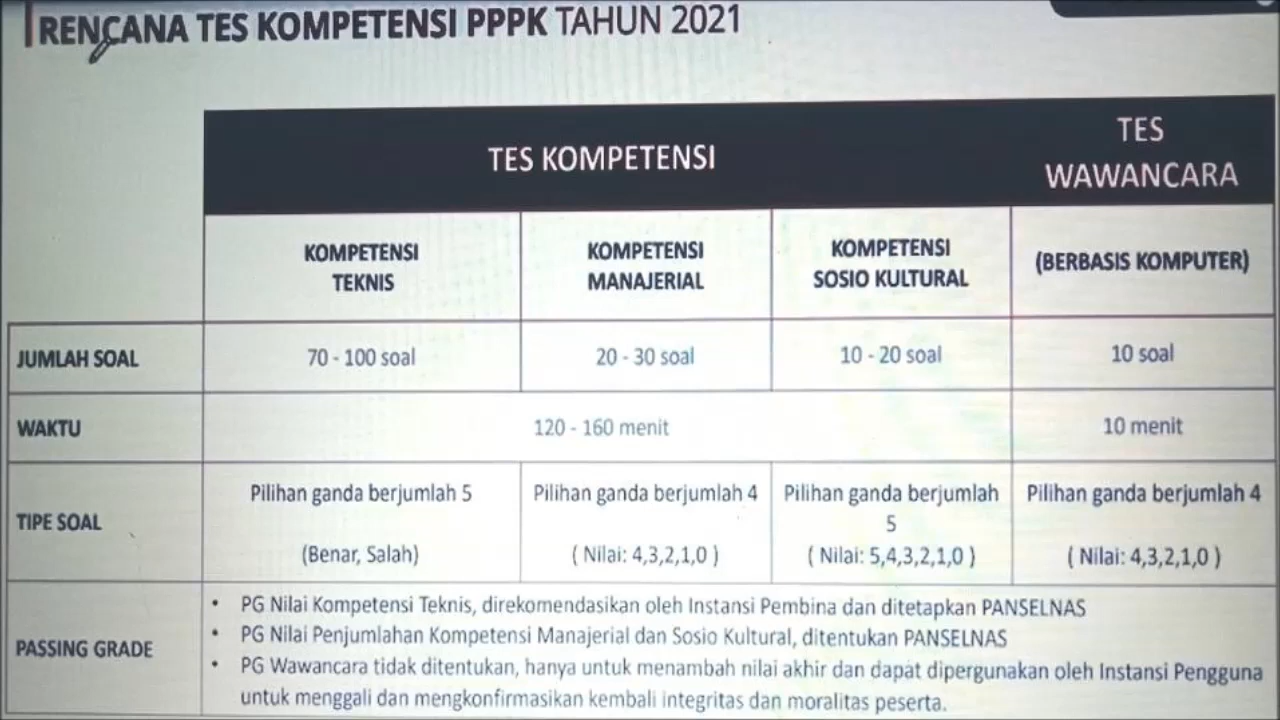 RENCANA TES KOMPETENSI PPPK TAHUN 2021
TES KOMPETENSI
TES
WAWANCARA
KOMPETENSI
TEKNIS
KOMPETENSI
MANAJERIAL
KOMPETENSI
SOSIO KULTURAL
(BERBASIS KOMPUTER)
JUMLAH SOAL
70 - 100 soal
20 - 30 soal
10 - 20 soal
10 soal
WAKTU
120 - 160 menit
10 menit
TIPE SOAL
Pilihan ganda berjumlah 5
(Benar, Salah)
Pilihan ganda berjumlah 4
( Nilai: 4,3,2,1,0 )
Pilihan ganda berjumlah
5
( Nilai: 5,4,3,2,1,0 )
Pilihan ganda berjumlah 4
( Nilai: 4,3,2,1,0 )
PASSING GRADE
• PG Nilai Kompetensi Teknis, direkomendasikan oleh Instansi Pembina dan ditetapkan PANSELNAS
• PG Nilai Penjumlahan Kompetensi Manajerial dan Sosio Kultural, ditentukan PANSELNAS
• PG Wawancara tidak ditentukan, hanya untuk menambah nilai akhir dan dapat dipergunakan oleh Instansi Pengguna
untuk menggali dan mengkonfirmasikan kembali integritas dan moralitas peserta.